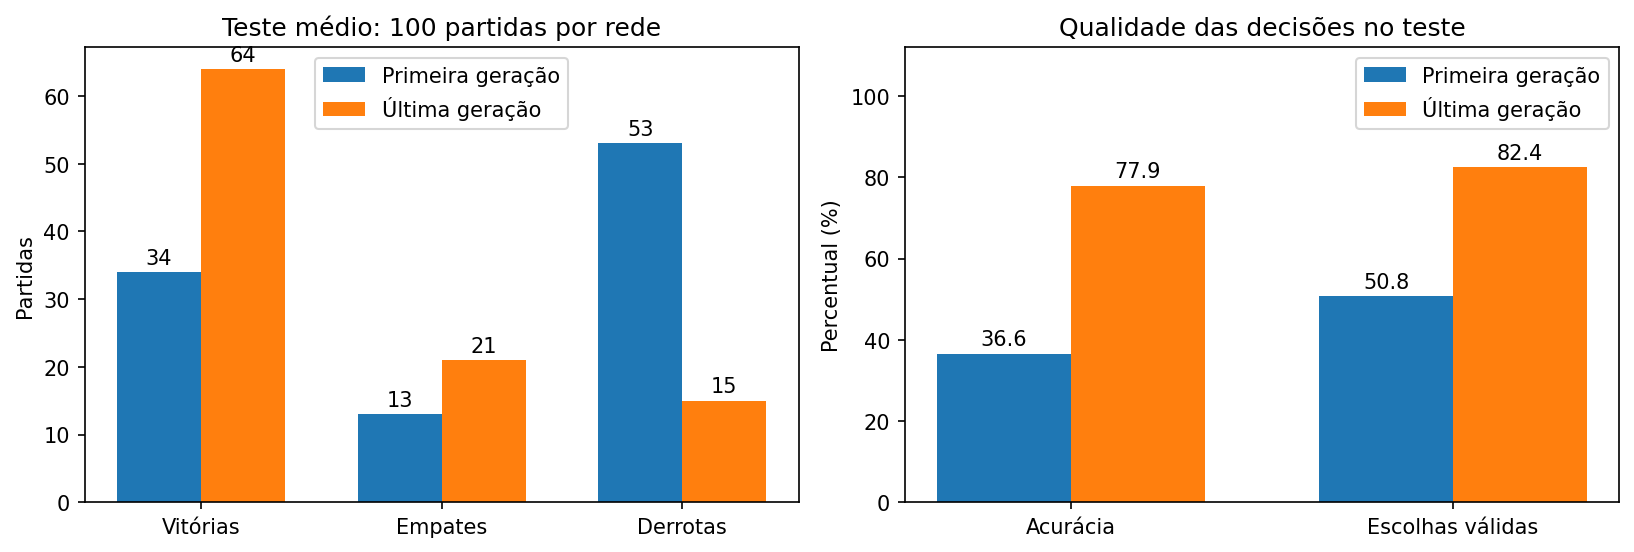 Teste médio: 100 partidas por rede
Partidas
60
50
40
30
20
10
0
Primeira geração
Última geração
34
64
13
21
53
15
Vitórias
Empates
Derrotas
Qualidade das decisões no teste
Percentual (%)
100
80
60
40
20
0
Primeira geração
Última geração
36.6
77.9
50.8
82.4
Acurácia
Escolhas válidas